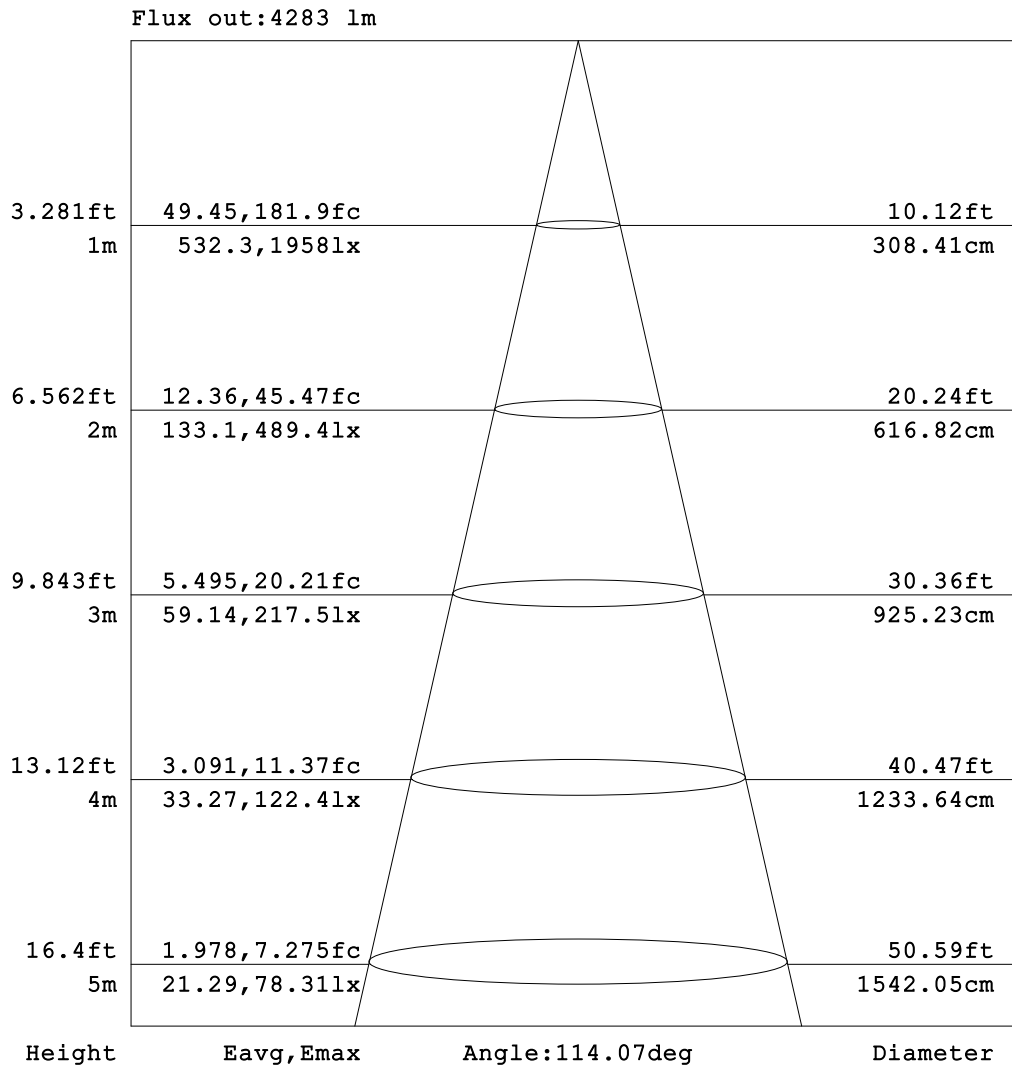 Flux out:4283 lm
3.281ft 49.45,181.9fc 10.12ft
1m 532.3,1958lx 308.41cm
6.562ft 12.36,45.47fc 20.24ft
2m 133.1,489.4lx 616.82cm
9.843ft 5.495,20.21fc 30.36ft
3m 59.14,217.5lx 925.23cm
13.12ft 3.091,11.37fc 40.47ft
4m 33.27,122.4lx 1233.64cm
16.4ft 1.978,7.275fc 50.59ft
5m 21.29,78.31lx 1542.05cm
Height Eavg,Emax Angle:114.07deg Diameter